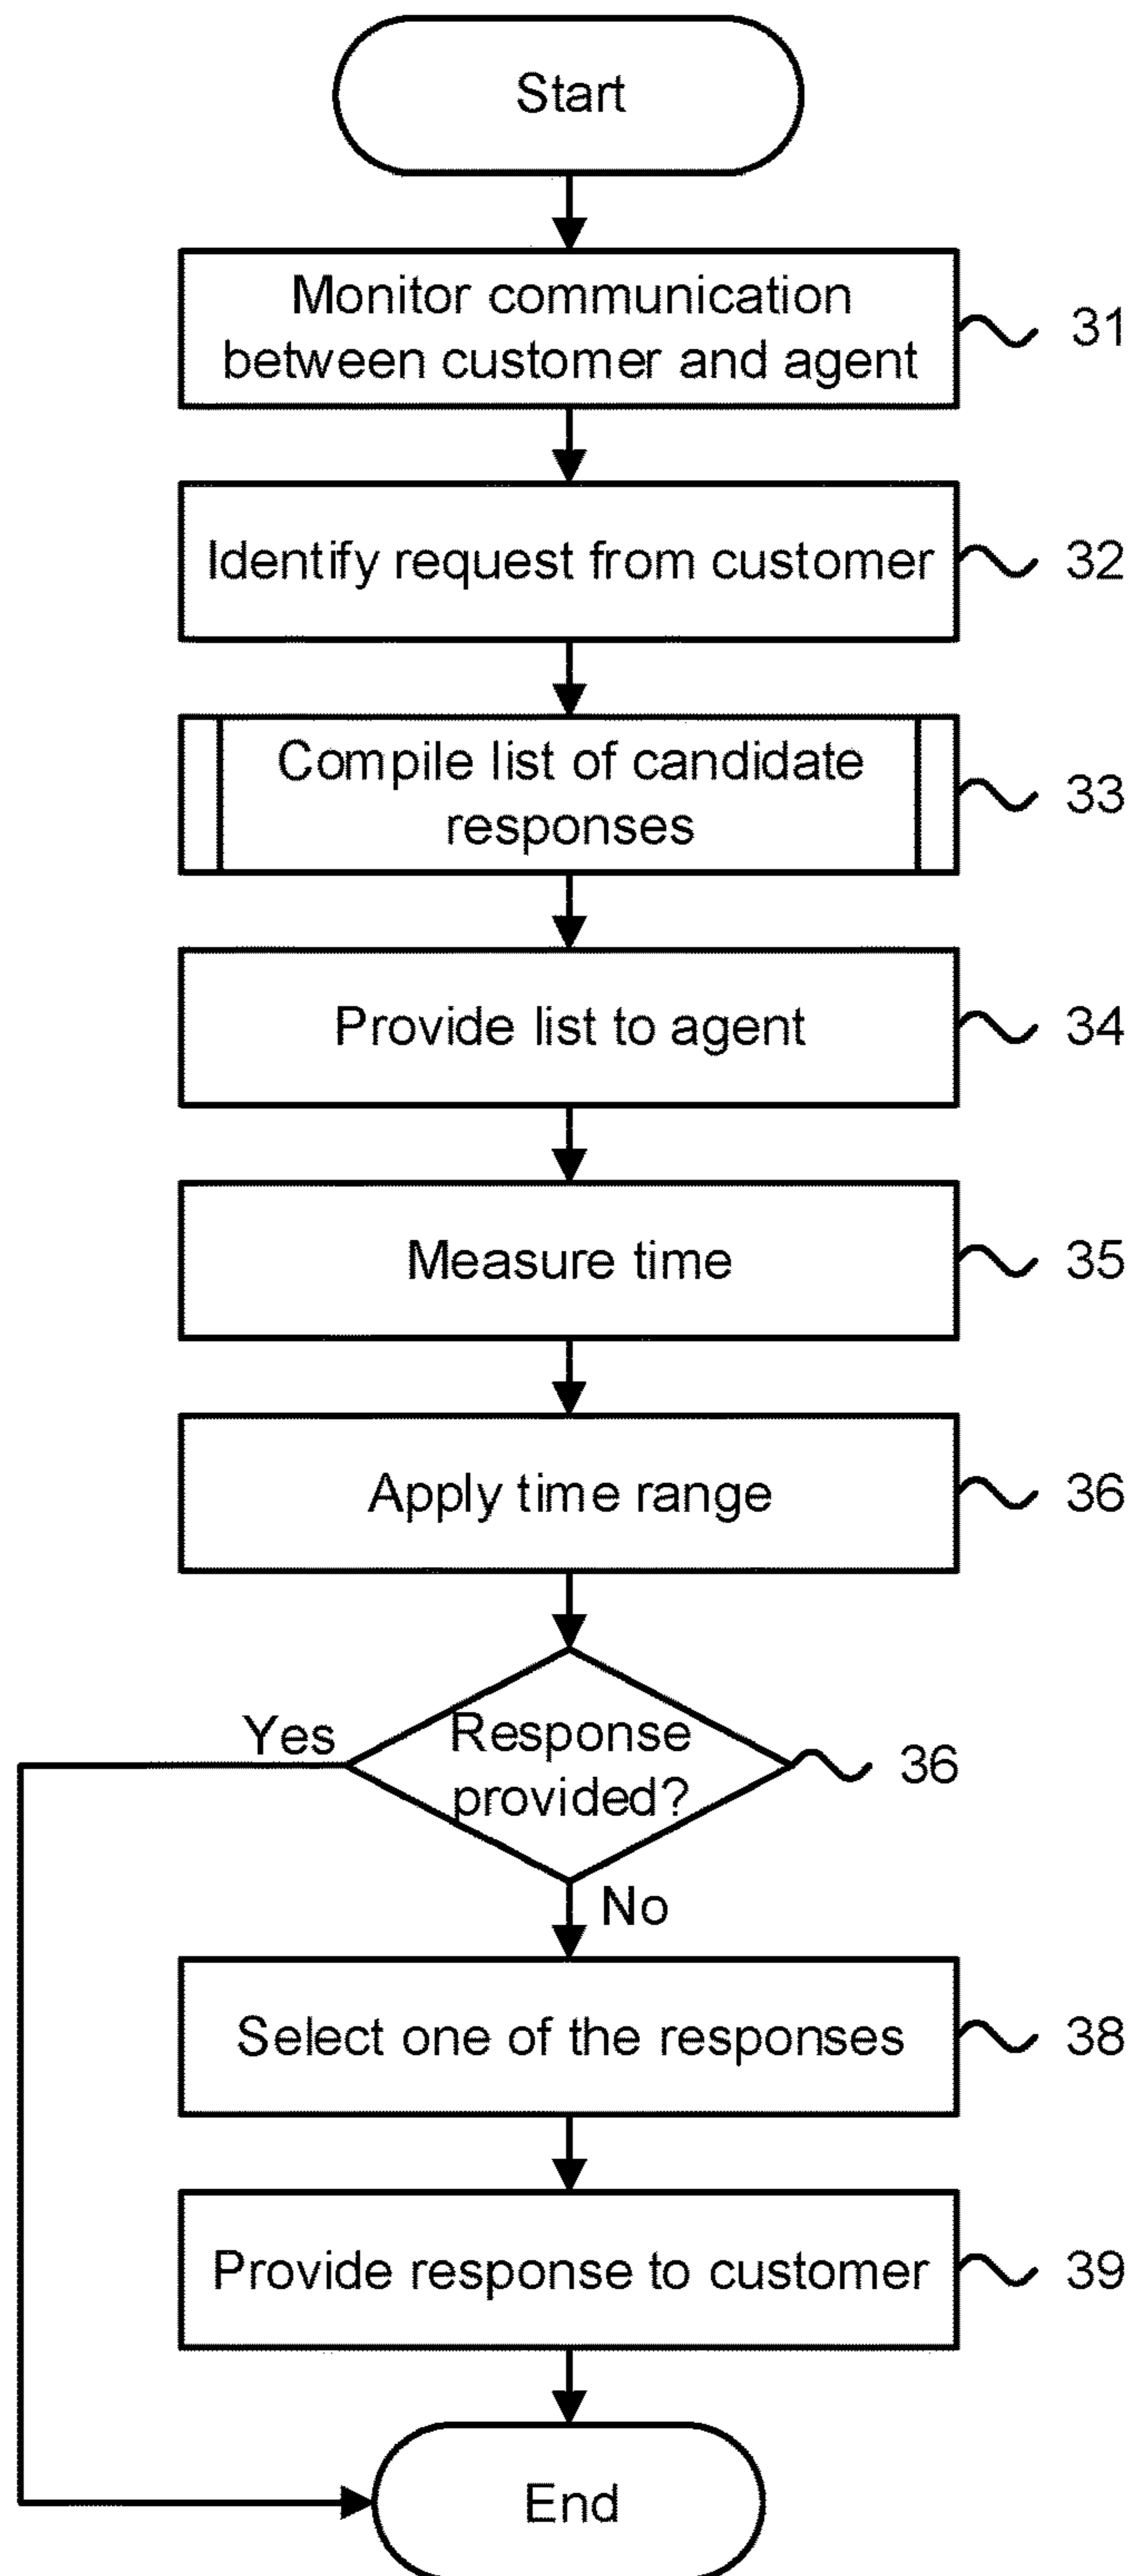 Start
Monitor communication
between customer and agent
31
Identify request from customer
32
Compile list of candidate
responses
33
Provide list to agent
34
Measure time
35
Apply time range
36
Yes
Response
provided?
36
No
Select one of the responses
38
Provide response to customer
39
End